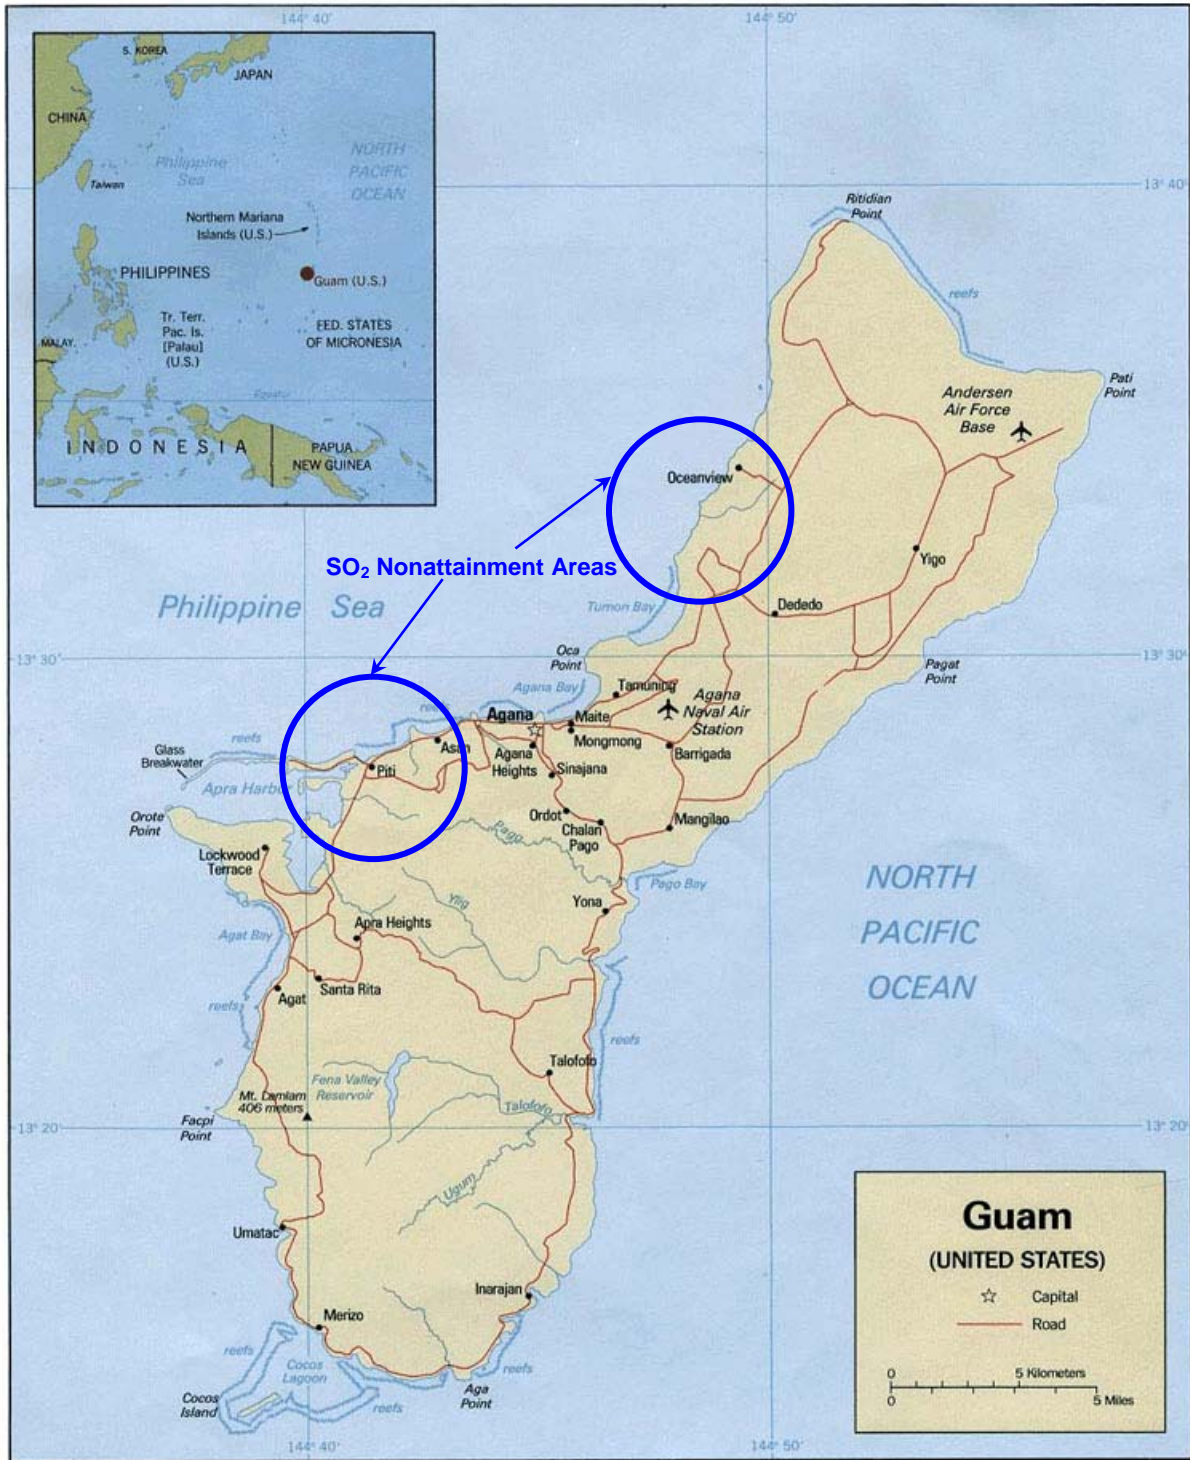 144° 40'
144° 50'
S. KOREA
JAPAN
CHINA
NORTH
PACIFIC
OCEAN
Philippine
Sea
Taiwan
Northern Mariana
Islands (U.S.)
PHILIPPINES
Guam (U.S.)
Tr. Terr.
Pac. Is.
[Palau]
(U.S.)
FED. STATES
OF MICRONESIA
MALAY.
Equator
INDONESIA
PAPUA
NEW GUINEA
13° 40'
Ritidian
Point
reefs
Pati
Point
Andersen
Air Force
Base
Oceanview
SO₂ Nonattainment Areas
Yigo
Philippine Sea
Tumon Bay
Dededo
13° 30'
Oca
Point
13° 30'
Pagat
Point
Agana Bay
Tamuning
Agana
Naval Air
Station
reefs
Agana
Maite
Mongmong
Asan
Agana
Heights
Barrigada
reefs
Glass
Breakwater
Piti
Sinajana
Apra Harbor
Orote
Point
Ordot
Chalan
Pago
Mangilao
Pago
Lockwood
Terrace
NORTH
PACIFIC
OCEAN
Pago Bay
Ylig
Yona
Apra Heights
Agat Bay
Santa Rita
Agat
reefs
reefs
Talofofo
Fena Valley
Reservoir
Mt. Lamlam
406 meters
Talofofo
Facpi
Point
13° 20'
13° 20'
Ugum
Umatac
Inarajan
Merizo
reefs
Cocos
Lagoon
reefs
Aga
Point
Cocos
Island
reefs
144° 40'
144° 50'
Guam
(UNITED STATES)
Capital
Road
0 5 Kilometers
0 5 Miles